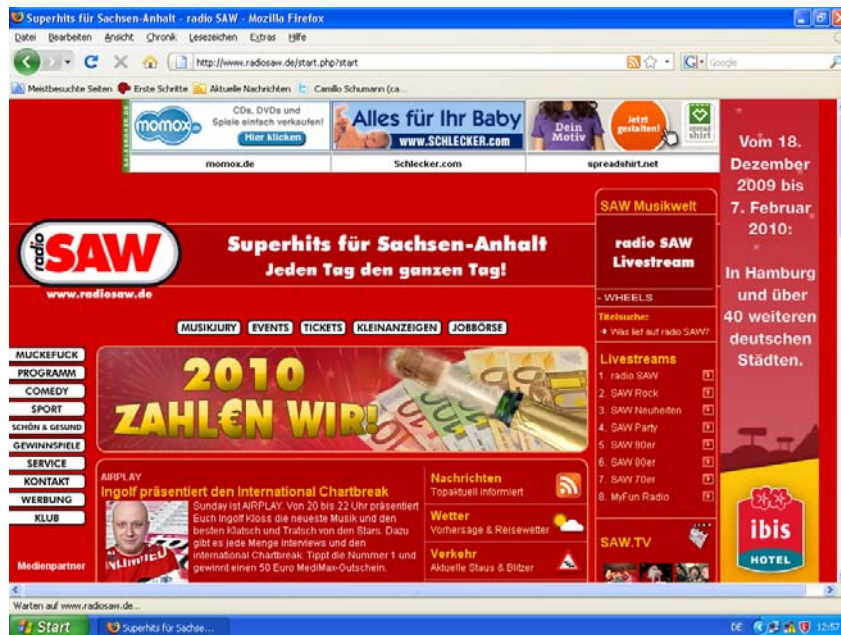 Superhits für Sachsen-Anhalt - radio SAW - Mozilla Firefox
Datei Bearbeiten Ansicht Chronik Lesezeichen Extras Hilfe
http://www.radiosaw.de/start.php?start
Google
Meistbesuchte Seiten Erste Schritte Aktuelle Nachrichten Camillo Schumann (ca...
momox.de
CDs, DVDs und
Spiele einfach verkaufen!
Hier klicken
Alles für Ihr Baby
www.SCHLECKER.com
Dein
Motiv
Jetzt
gestalten!
spread
shirt
momox.de
Schlecker.com
spreadshirt.net
Vom 18.
Dezember
2009 bis
7. Februar
2010:
In Hamburg
und über
40 weiteren
deutschen
Städten.
ibis
HOTEL
radio SAW
www.radiosaw.de
Superhits für Sachsen-Anhalt
Jeden Tag den ganzen Tag!
SAW Musikwelt
radio SAW
Livestream
- WHEELS
Titelsuche:
Was lief auf radio SAW?
MUSIKJURY EVENTS TICKETS KLEINANZEIGEN JOBBÖRSE
MUCKEFUCK
PROGRAMM
COMEDY
SPORT
SCHÖN & GESUND
GEWINNSPIELE
SERVICE
KONTAKT
WERBUNG
KLUB
Medienpartner
2010
ZAHL€N WIR!
Livestreams
1. radio SAW
2. SAW Rock
3. SAW Neuheiten
4. SAW Party
5. SAW 90er
6. SAW 80er
7. SAW 70er
8. MyFun Radio
SAW.TV
AIRPLAY
Ingolf präsentiert den International Chartbreak
Sunday ist AIRPLAY. Von 20 bis 22 Uhr präsentiert
Euch Ingolf Kloss die neueste Musik und den
besten Klatsch und Tratsch von den Stars. Dazu
gibt es jede Menge Interviews und den
international Chartbreak. Tippt die Nummer 1 und
gewinnt einen 50 Euro MediMax-Gutschein.
Nachrichten
Topaktuell informiert
Wetter
Vorhersage & Reisewetter
Verkehr
Aktuelle Staus & Blitzer
Warten auf www.radiosaw.de...
Start
Superhits für Sachse...
DE
12:57